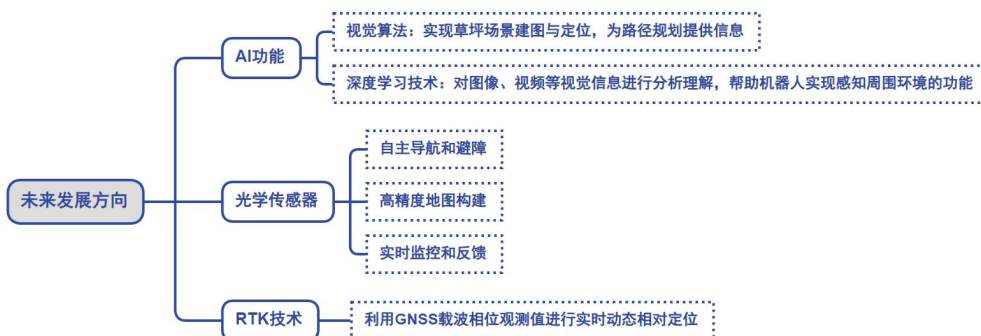 未来发展方向
AI功能
视觉算法：实现草坪场景建图与定位，为路径规划提供信息
深度学习技术：对图像、视频等视觉信息进行分析理解，帮助机器人实现感知周围环境的功能
光学传感器
自主导航和避障
高精度地图构建
实时监控和反馈
RTK技术
利用GNSS载波相位观测值进行实时动态相对定位